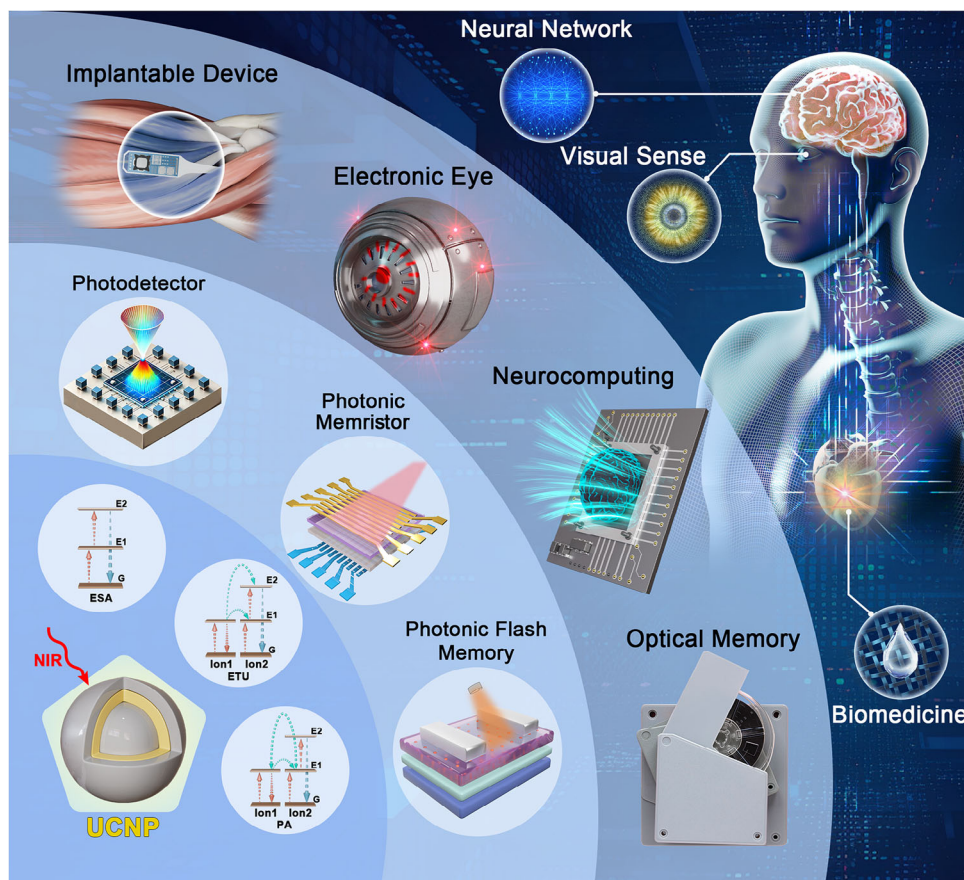 Neural Network
Implantable Device
Visual Sense
Electronic Eye
Photodetector
Neurocomputing
Photonic
Memristor
E2
E1
G
ESA
E2
E1
G
Ion1 Ion2
ETU
Photonic Flash
Memory
Optical Memory
NIR
Biomedicine
E2
E1
G
Ion1 Ion2
PA
UCNP